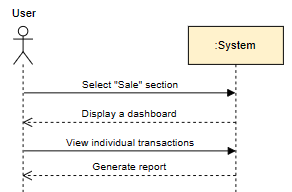 User
:System
Select "Sale" section
Display a dashboard
View individual transactions
Generate report